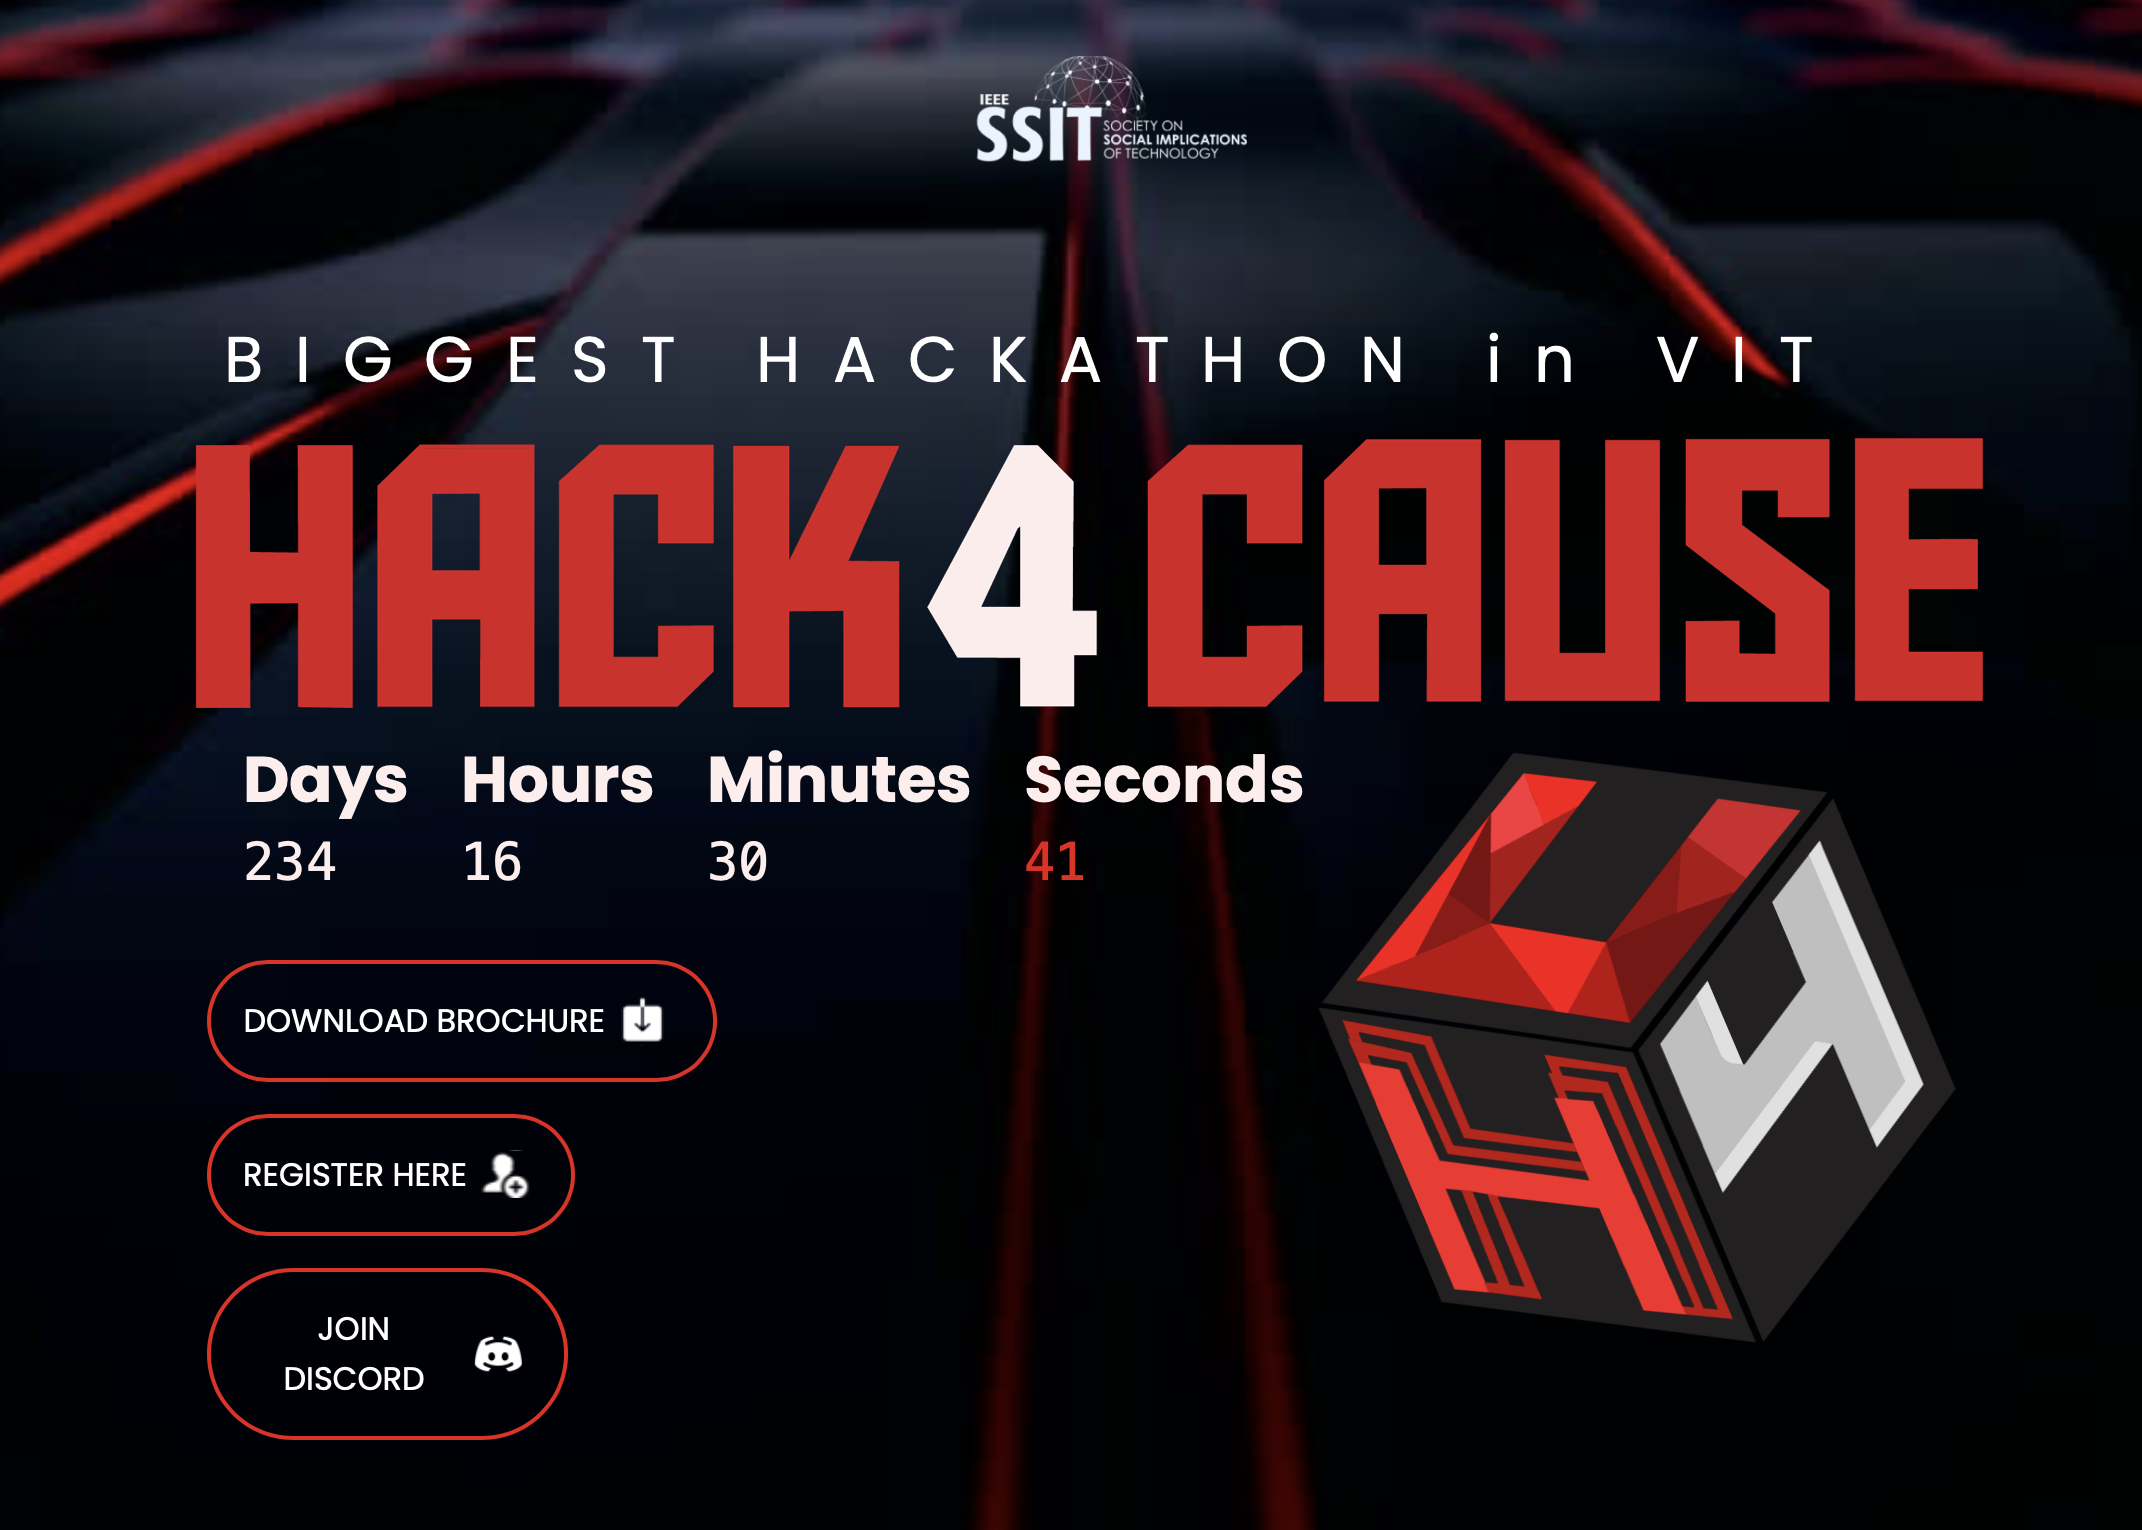 IEEE
SSIT
SOCIETY ON
SOCIAL IMPLICATIONS
OF TECHNOLOGY
BIGGEST HACKATHON in VIT
HACK4CAUSE
Days Hours Minutes Seconds
234 16 30 41
DOWNLOAD BROCHURE
REGISTER HERE
JOIN
DISCORD
H
4